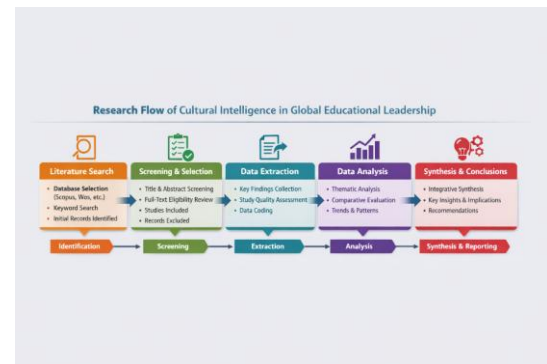 Research Flow of Cultural Intelligence in Global Educational Leadership
Literature Search
• Database Selection
(Scopus, Wos, etc.)
• Keyword Search
• Initial Records Identified
Screening & Selection
• Title & Abstract Screening
• Full-Text Eligibility Review
• Studies Included
• Records Excluded
Data Extraction
• Key Findings Collection
• Study Quality Assessment
• Data Coding
Data Analysis
• Thematic Analysis
• Comparative Evaluation
• Trends & Patterns
Synthesis & Conclusions
• Integrative Synthesis
• Key Insights & Implications
• Recommendations
Identification
Screening
Extraction
Analysis
Synthesis & Reporting